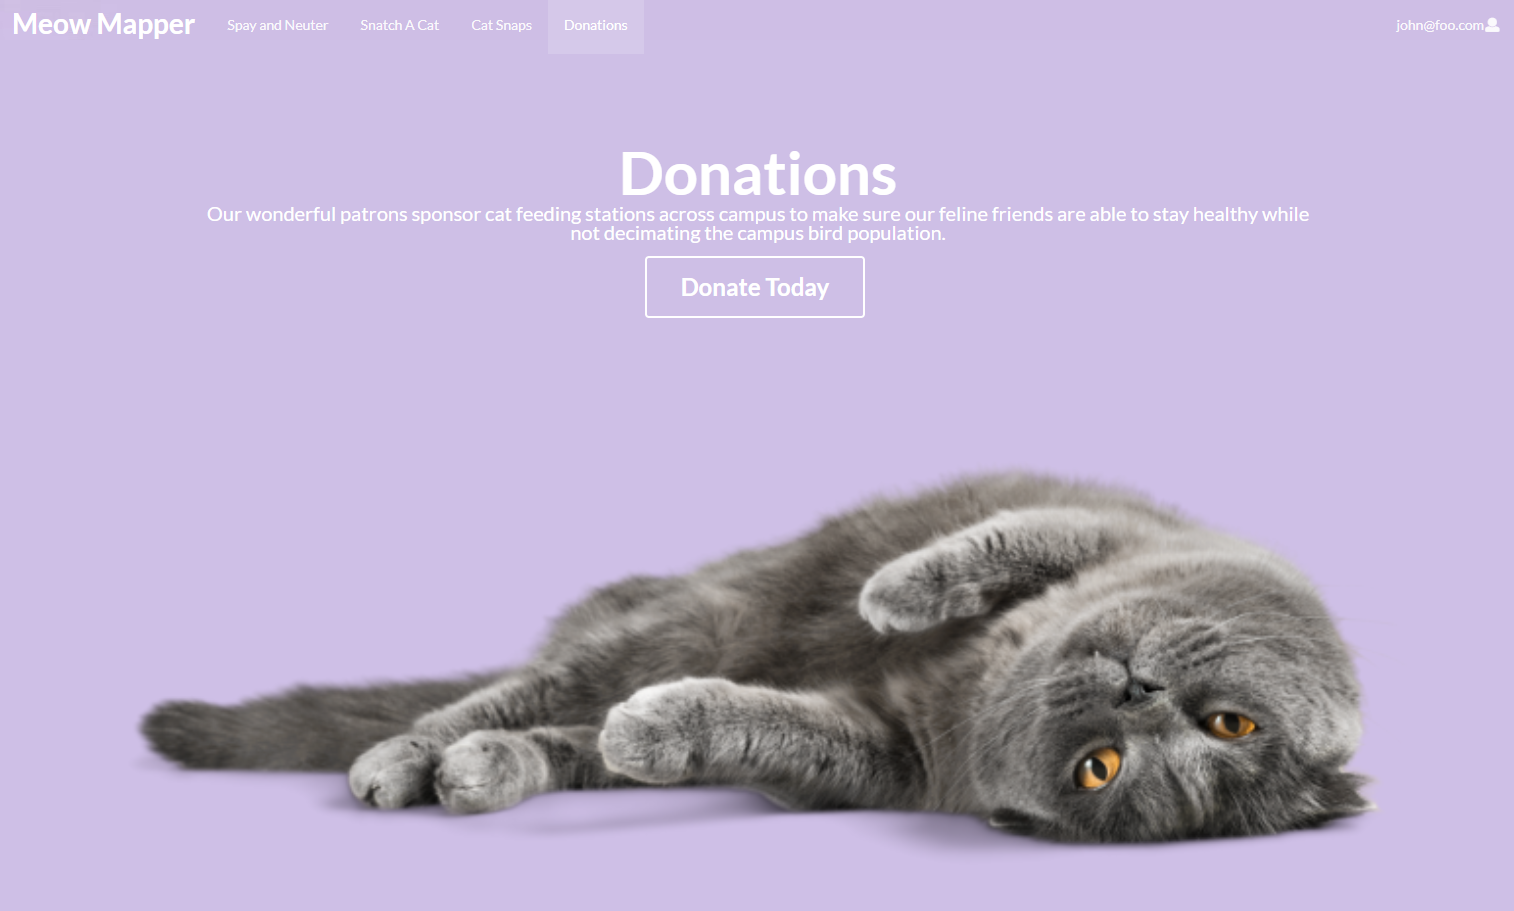 Meow Mapper
Spay and Neuter
Snatch A Cat
Cat Snaps
Donations
john@foo.com
Donations
Our wonderful patrons sponsor cat feeding stations across campus to make sure our feline friends are able to stay healthy while
not decimating the campus bird population.
Donate Today